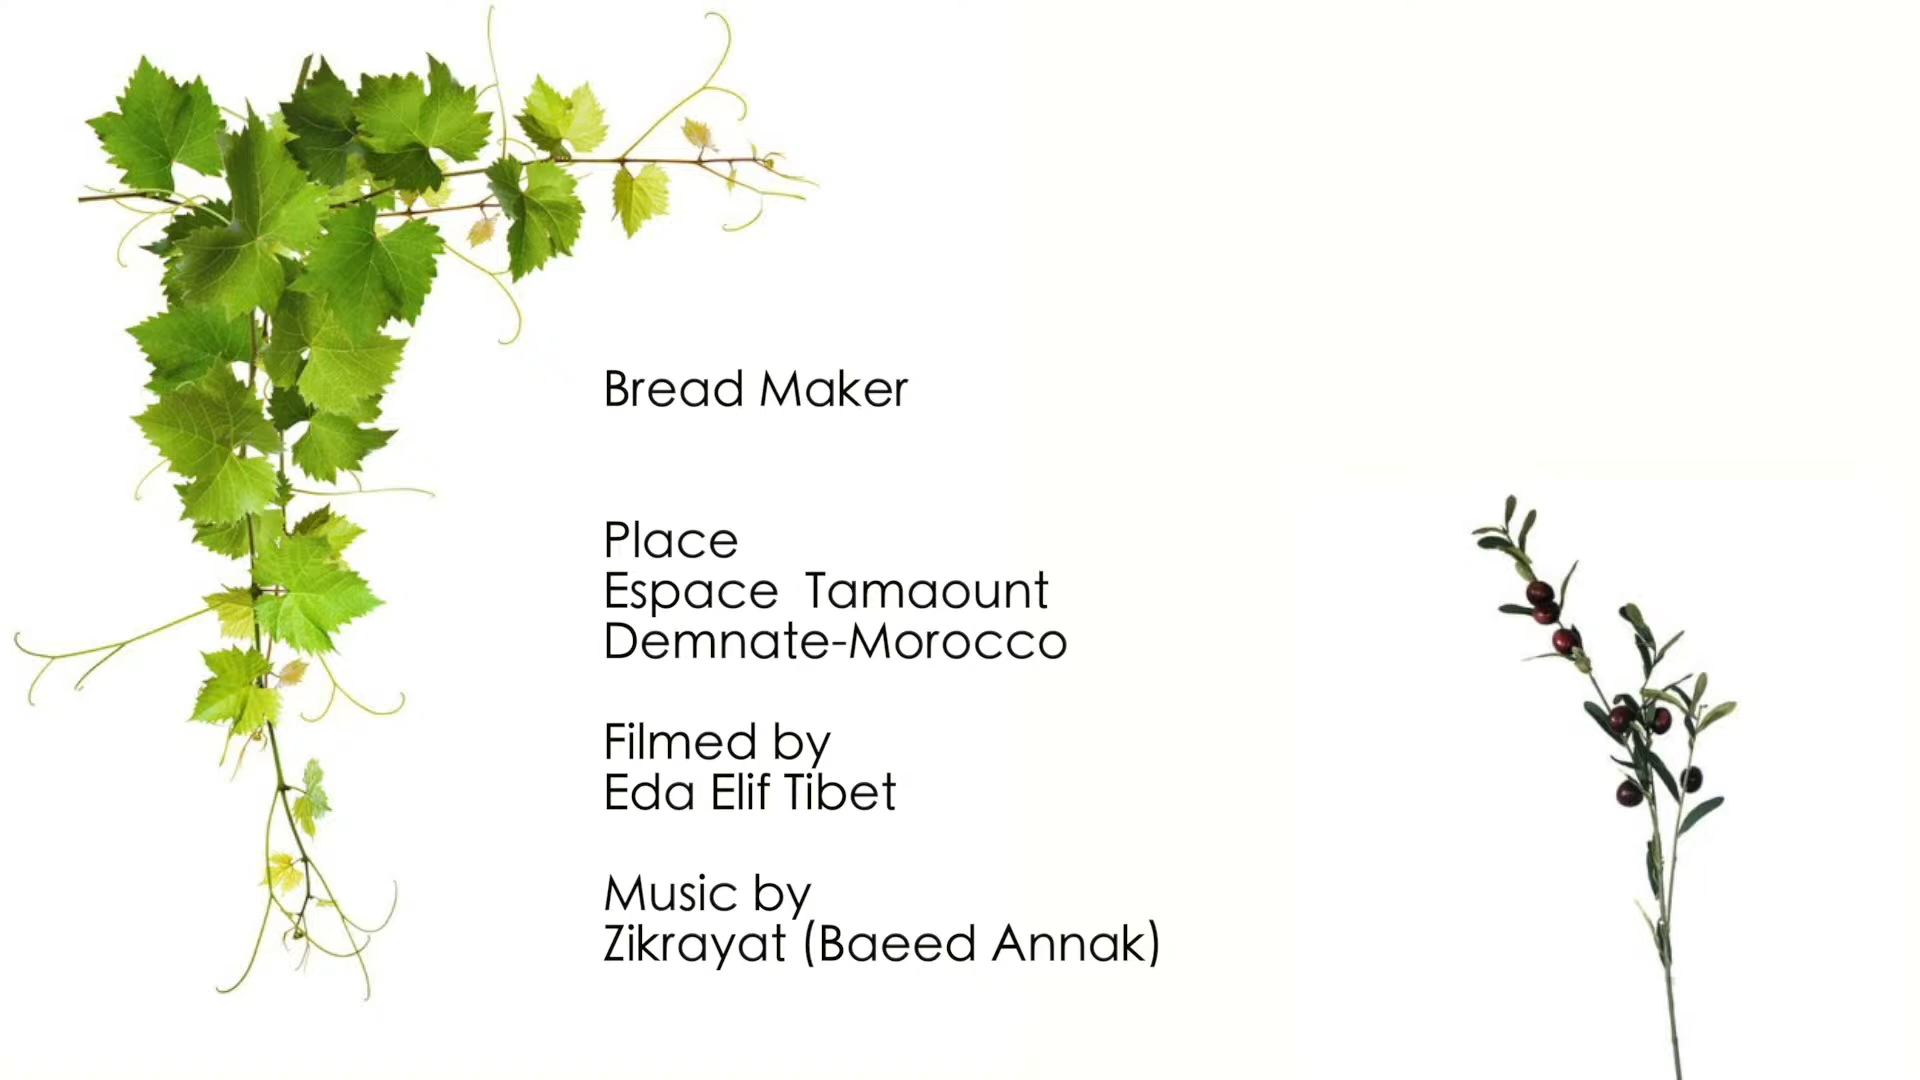 Bread Maker
Place
Espace  Tamaount
Demnate-Morocco
Filmed by
Eda Elif Tibet
Music by
Zikrayat (Baeed Annak)